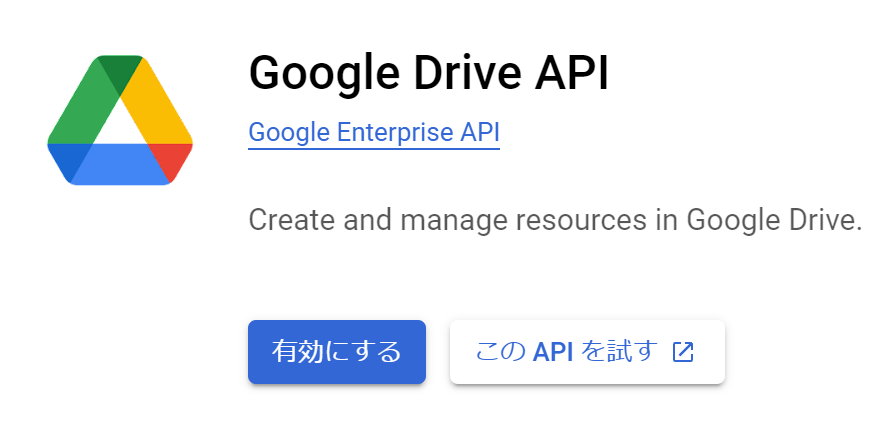 Google Drive API
Google Enterprise API
Create and manage resources in Google Drive.
有効にする
この API を試す